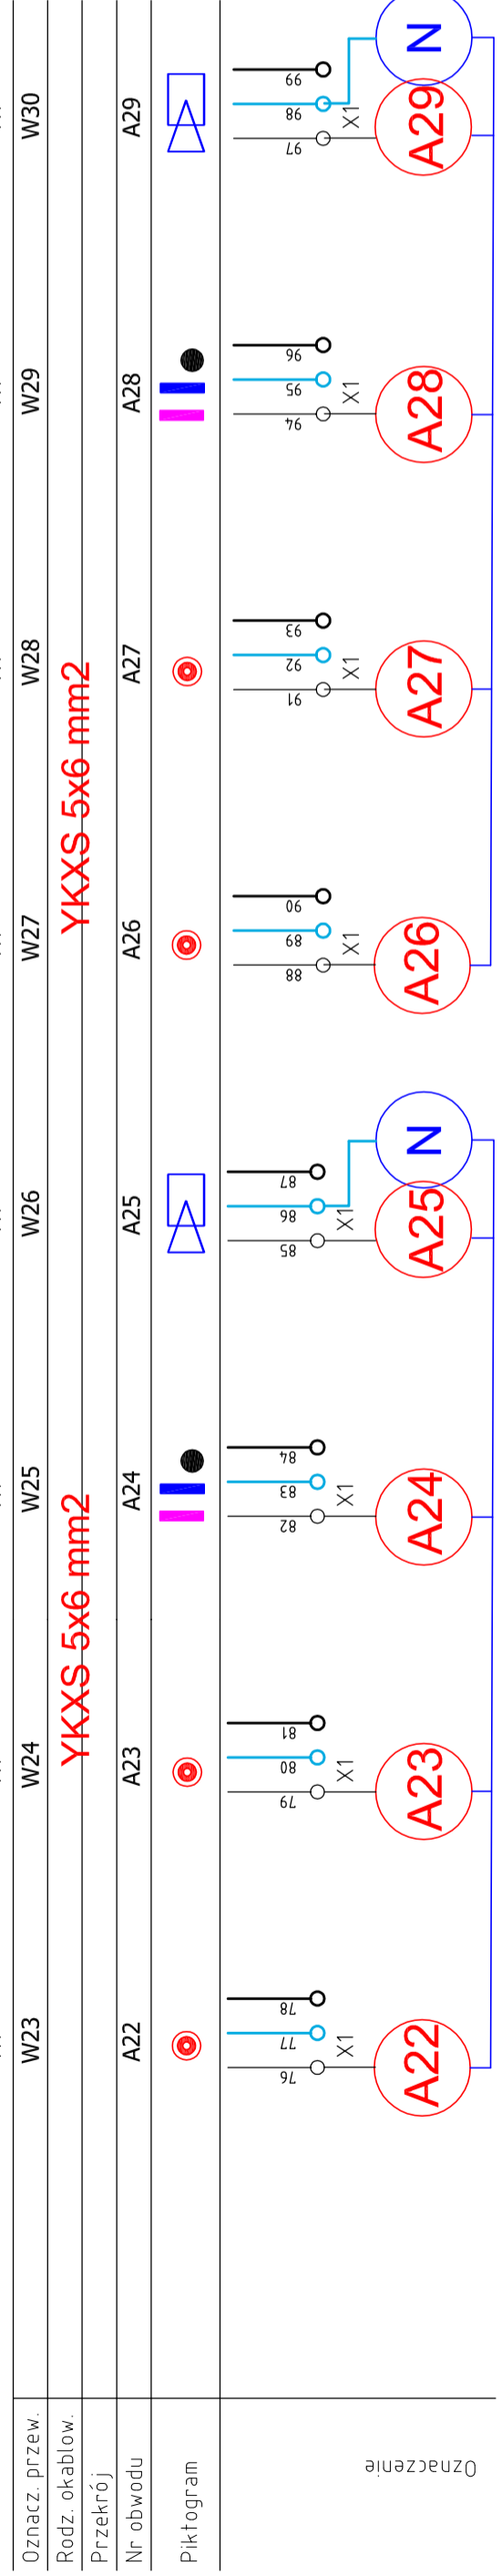 Oznacz. przew. W23 W24 W25 W26 W27 W28 W29 W30
Rodz. okablow. YKXS 5x6 mm2 YKXS 5x6 mm2
Przekrój
Nr obwodu A22 A23 A24 A25 A26 A27 A28 A29
Piktogram
76 77 78 79 80 81 82 83 84 85 86 87 88 89 90 91 92 93 94 95 96 97 98 99
X1 X1 X1 X1 X1 X1 X1 X1
Oznaczenie
A22 A23 A24 A25 N A26 A27 A28 A29 N